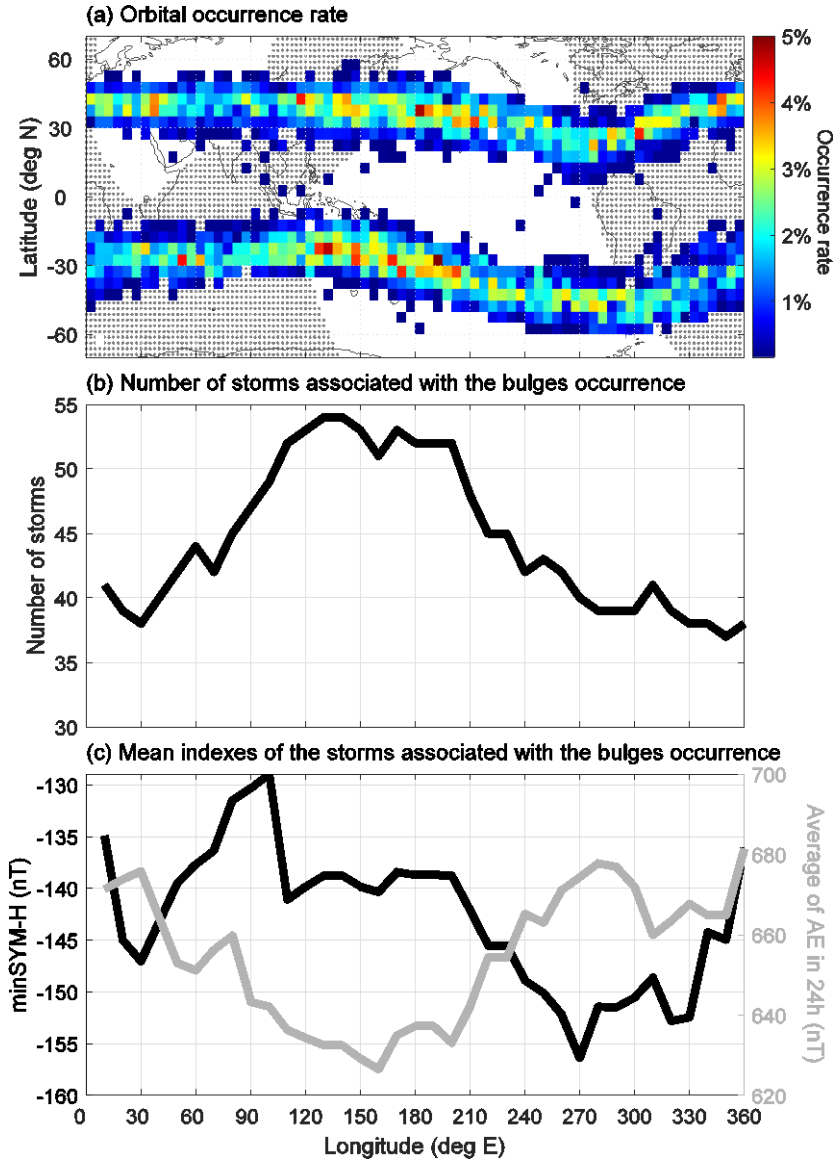 (a) Orbital occurrence rate
60
30
0
-30
-60
Latitude (deg N)
5%
4%
3%
2%
1%
Occurrence rate
(b) Number of storms associated with the bulges occurrence
55
50
45
40
35
30
Number of storms
(c) Mean indexes of the storms associated with the bulges occurrence
-130
-135
-140
-145
-150
-155
-160
minSYM-H (nT)
700
680
660
640
620
Average of AE in 24h (nT)
0 30 60 90 120 150 180 210 240 270 300 330 360
Longitude (deg E)